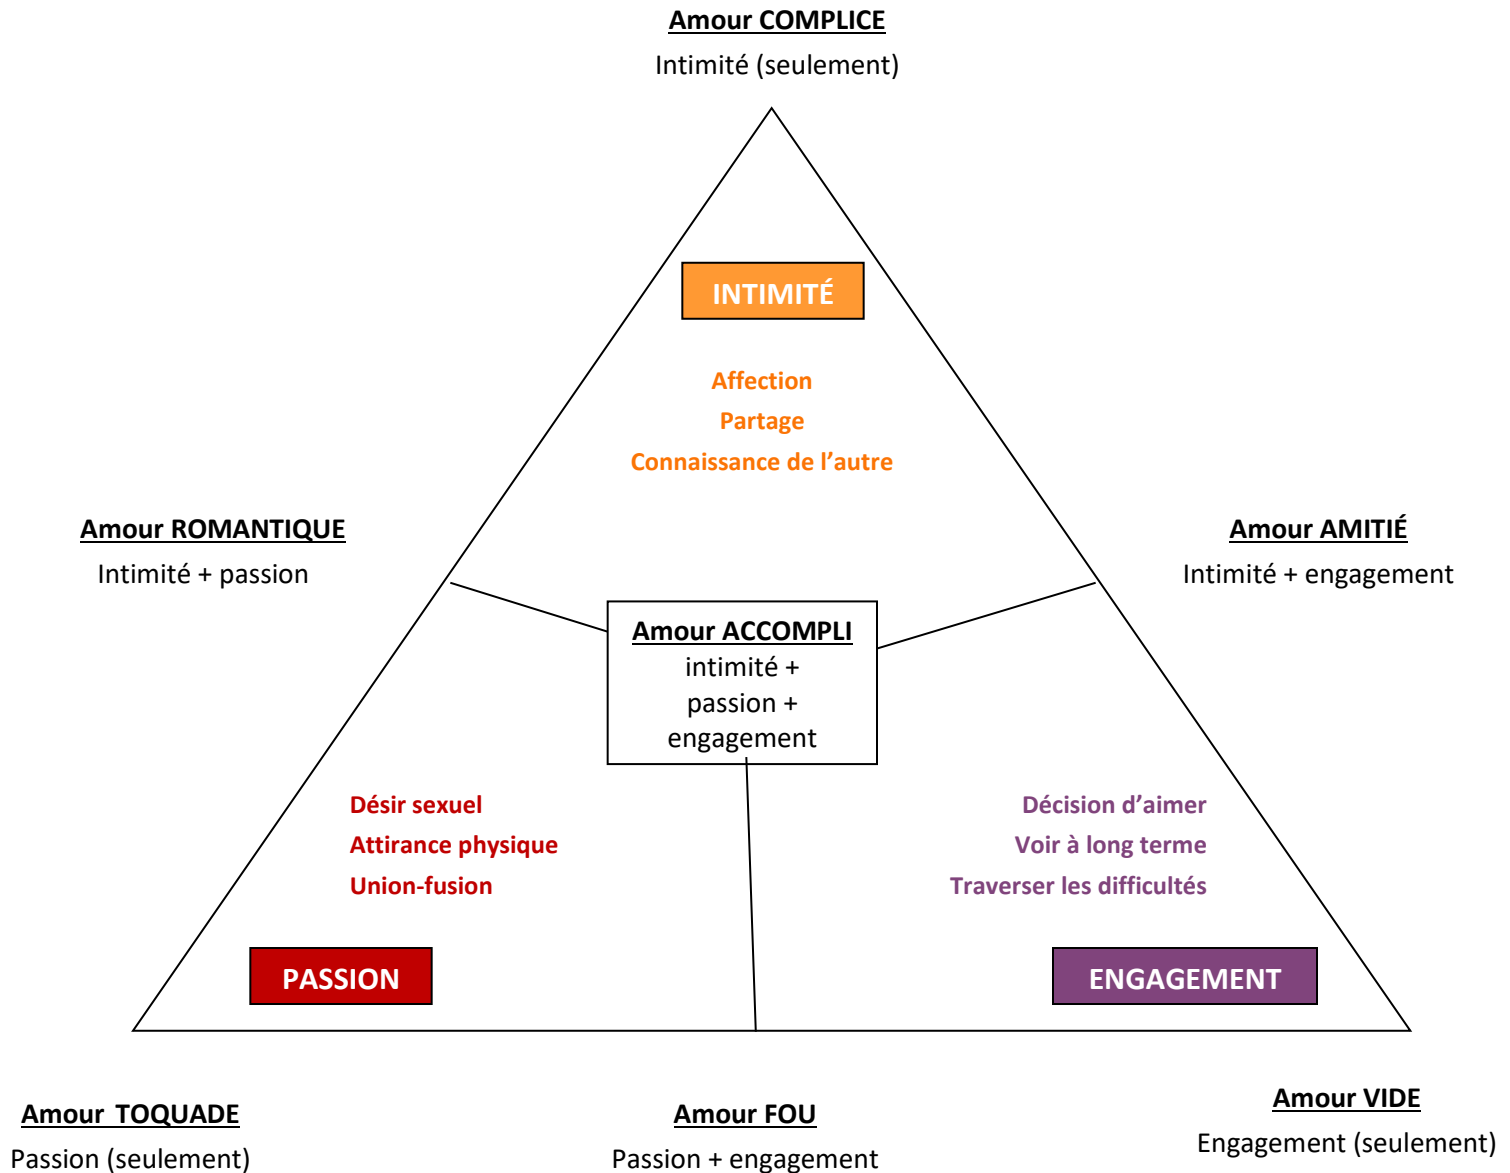 Amour COMPLICE
Intimité (seulement)
INTIMITÉ
Affection
Partage
Connaissance de l’autre
Amour ROMANTIQUE
Intimité + passion
Amour AMITIÉ
Intimité + engagement
Amour ACCOMPLI
intimité +
passion +
engagement
Désir sexuel
Attirance physique
Union-fusion
Décision d’aimer
Voir à long terme
Traverser les difficultés
PASSION
ENGAGEMENT
Amour TOQUADE
Passion (seulement)
Amour FOU
Passion + engagement
Amour VIDE
Engagement (seulement)